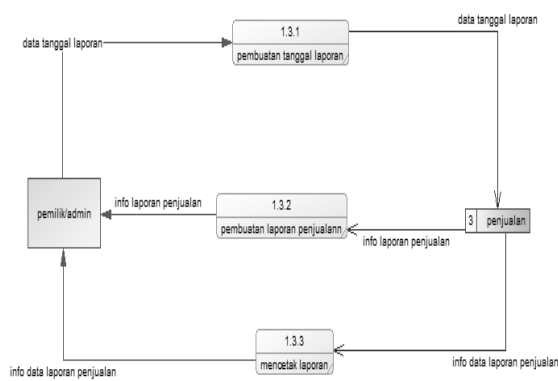 data tanggal laporan
1.3.1
pembuatan tanggal laporan
data tanggal laporan
pemilik/admin
info laporan penjualan
1.3.2
pembuatan laporan penjualann
info laporan penjualan
3 penjualan
1.3.3
mencetak laporan
info data laporan penjualan
info data laporan penjualan